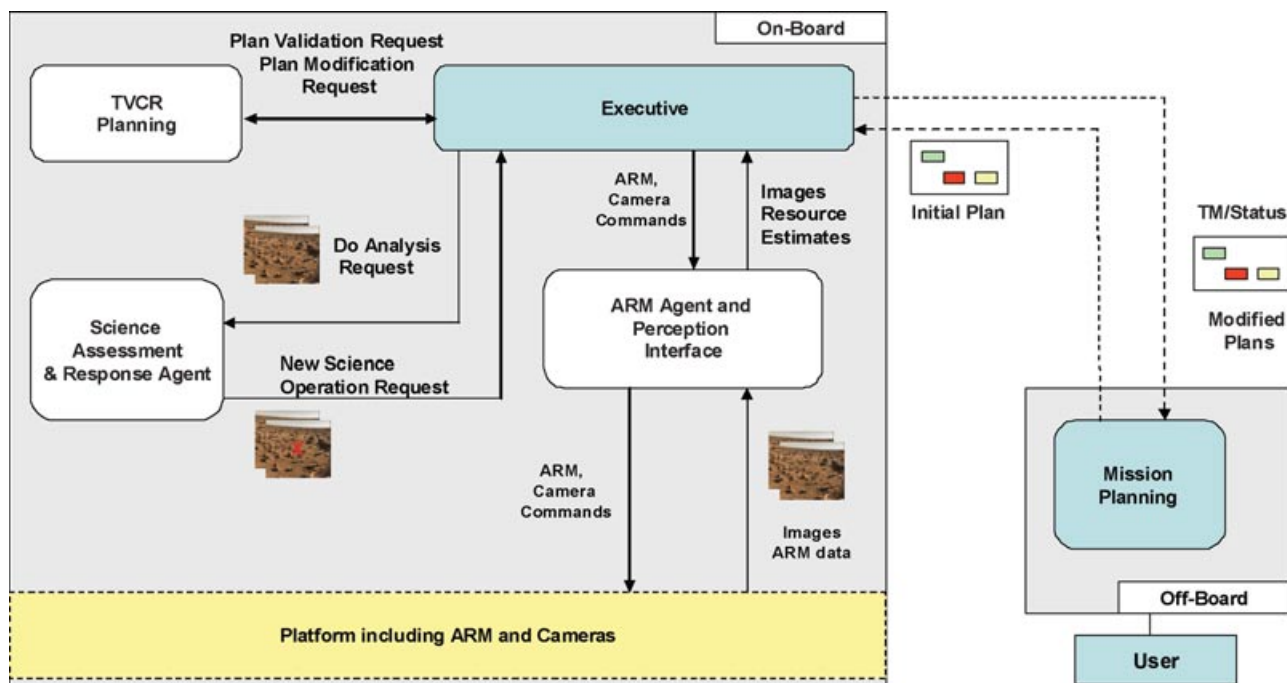 On-Board
Plan Validation Request
Plan Modification
Request
TVCR
Planning
Executive
ARM,
Camera
Commands
Images
Resource
Estimates
Initial Plan
TM/Status
Modified
Plans
Do Analysis
Request
Science
Assessment
& Response Agent
New Science
Operation Request
ARM Agent and
Perception
Interface
ARM,
Camera
Commands
Images
ARM data
Mission
Planning
Off-Board
User
Platform including ARM and Cameras